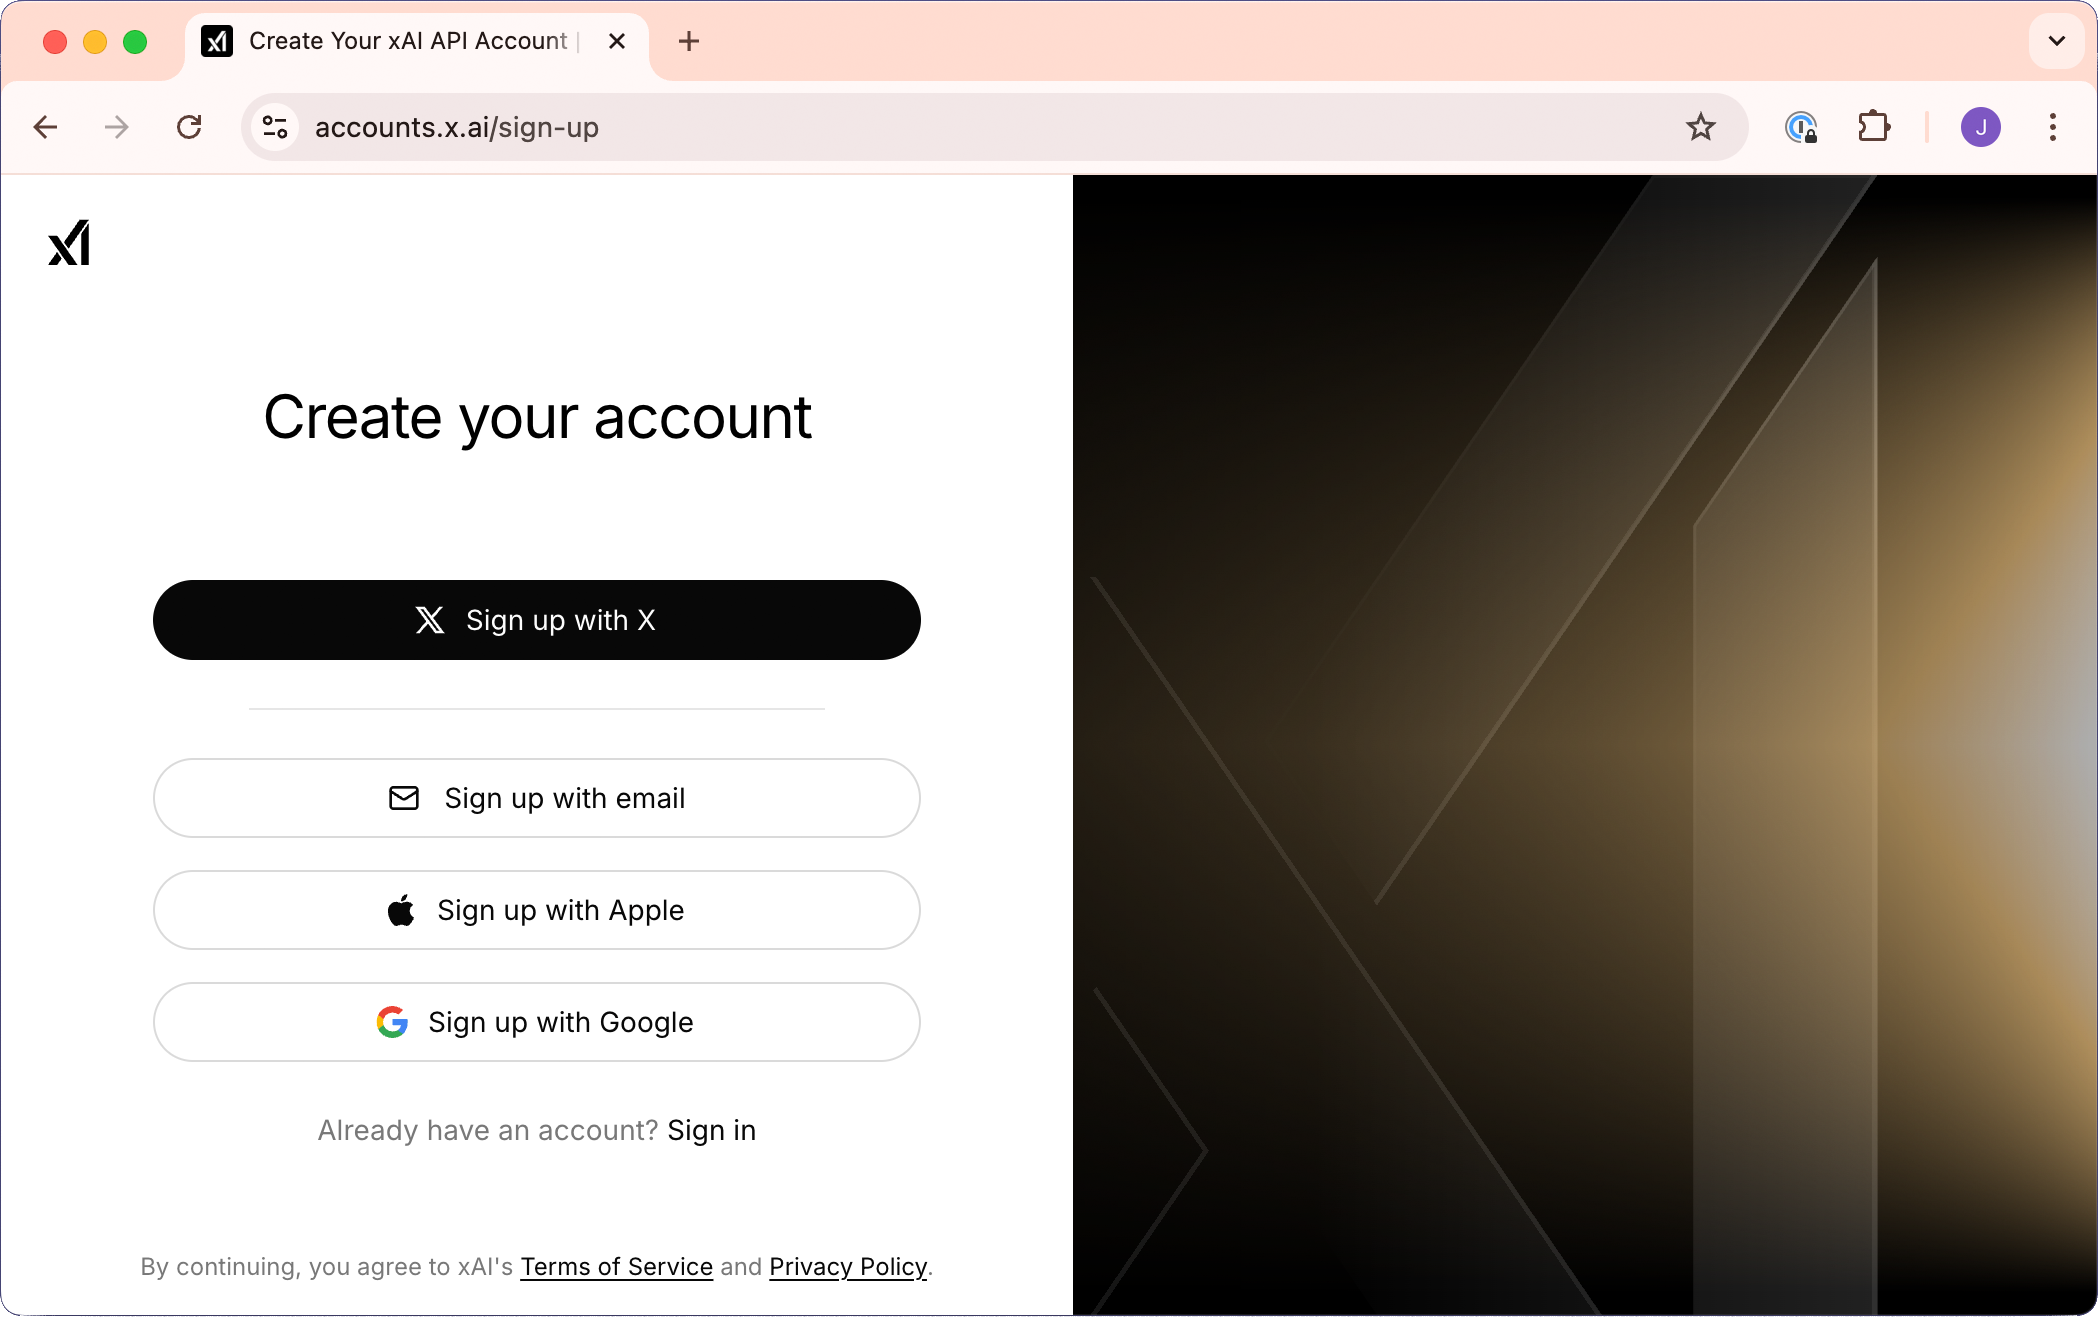 Create Your xAI API Account |
accounts.x.ai/sign-up
J
xAI
Create your account
Sign up with X
Sign up with email
Sign up with Apple
Sign up with Google
Already have an account? Sign in
By continuing, you agree to xAI's Terms of Service and Privacy Policy.